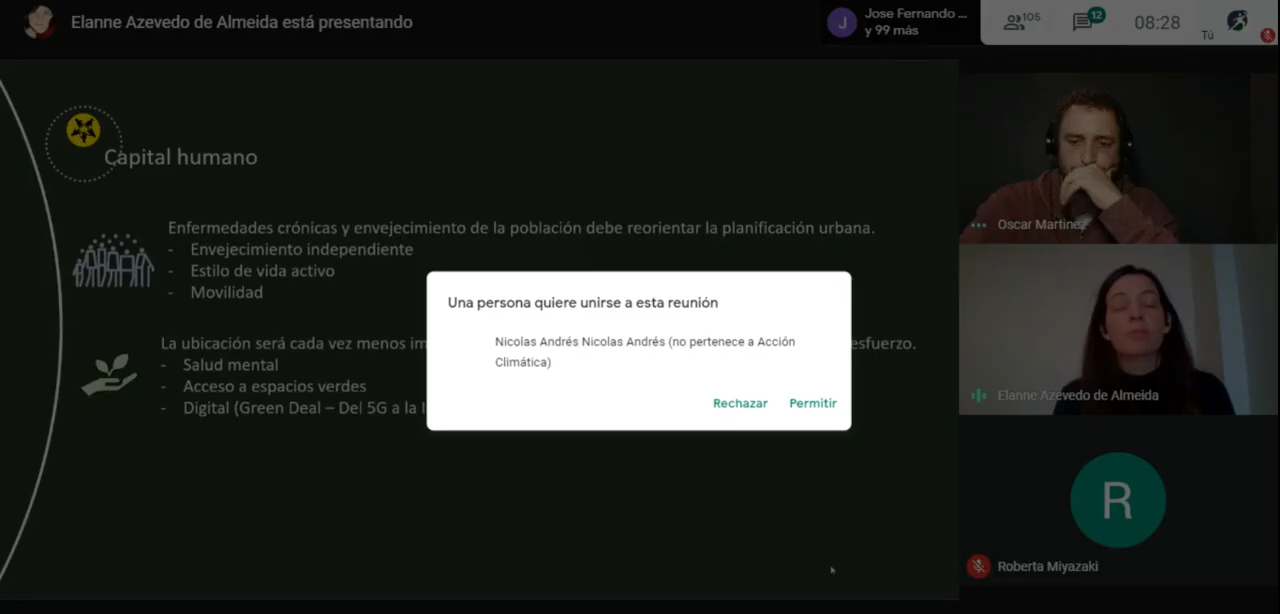 Elanne Azevedo de Almeida está presentando
J
Jose Fernando ...
y 99 más
105
12
08:28
Tú
Capital humano
Enfermedades crónicas y envejecimiento de la población debe reorientar la planificación urbana.
- Envejecimiento independiente
- Estilo de vida activo
- Movilidad
La ubicación será cada vez menos im
esfuerzo.
- Salud mental
- Acceso a espacios verdes
- Digital (Green Deal – Del 5G a la I
Una persona quiere unirse a esta reunión
Nicolas Andrés Nicolas Andrés (no pertenece a Acción
Climática)
Rechazar Permitir
Oscar Martinez
Elanne Azevedo de Almeida
R
Roberta Miyazaki